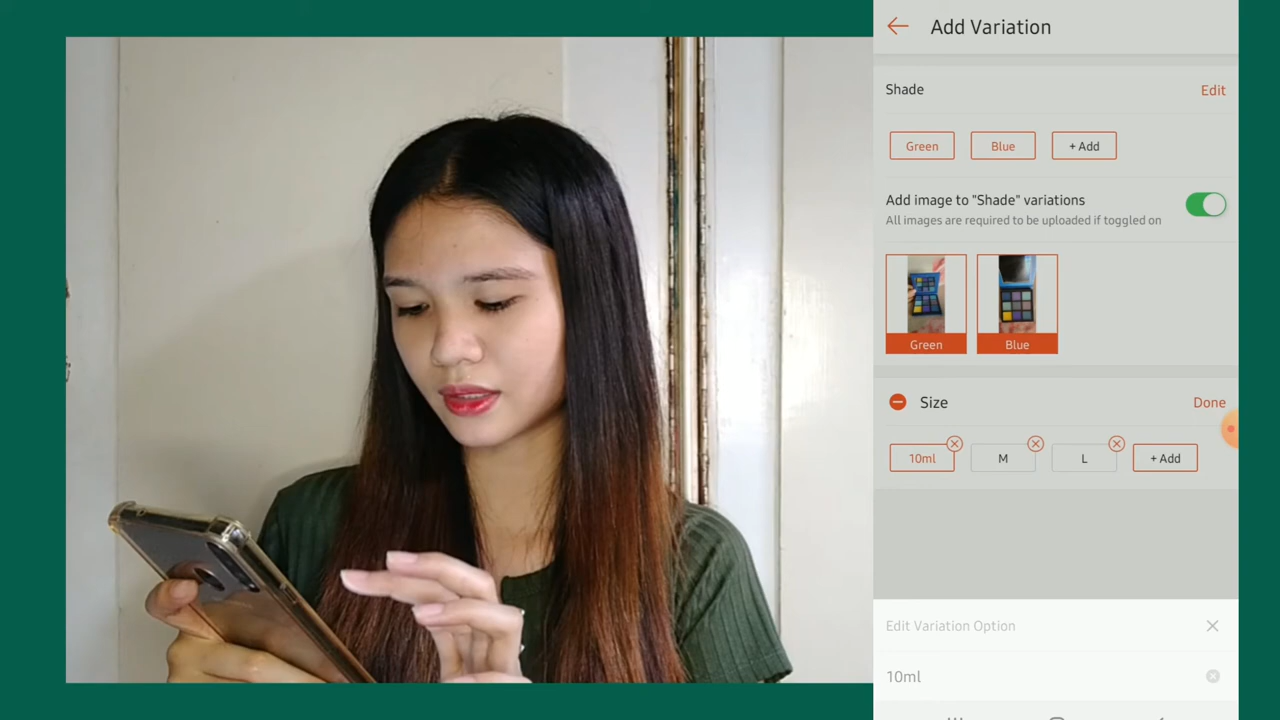 Add Variation
Shade Edit
Green Blue + Add
Add image to "Shade" variations
All images are required to be uploaded if toggled on
Green Blue
Size Done
10ml M L + Add
Edit Variation Option
10ml